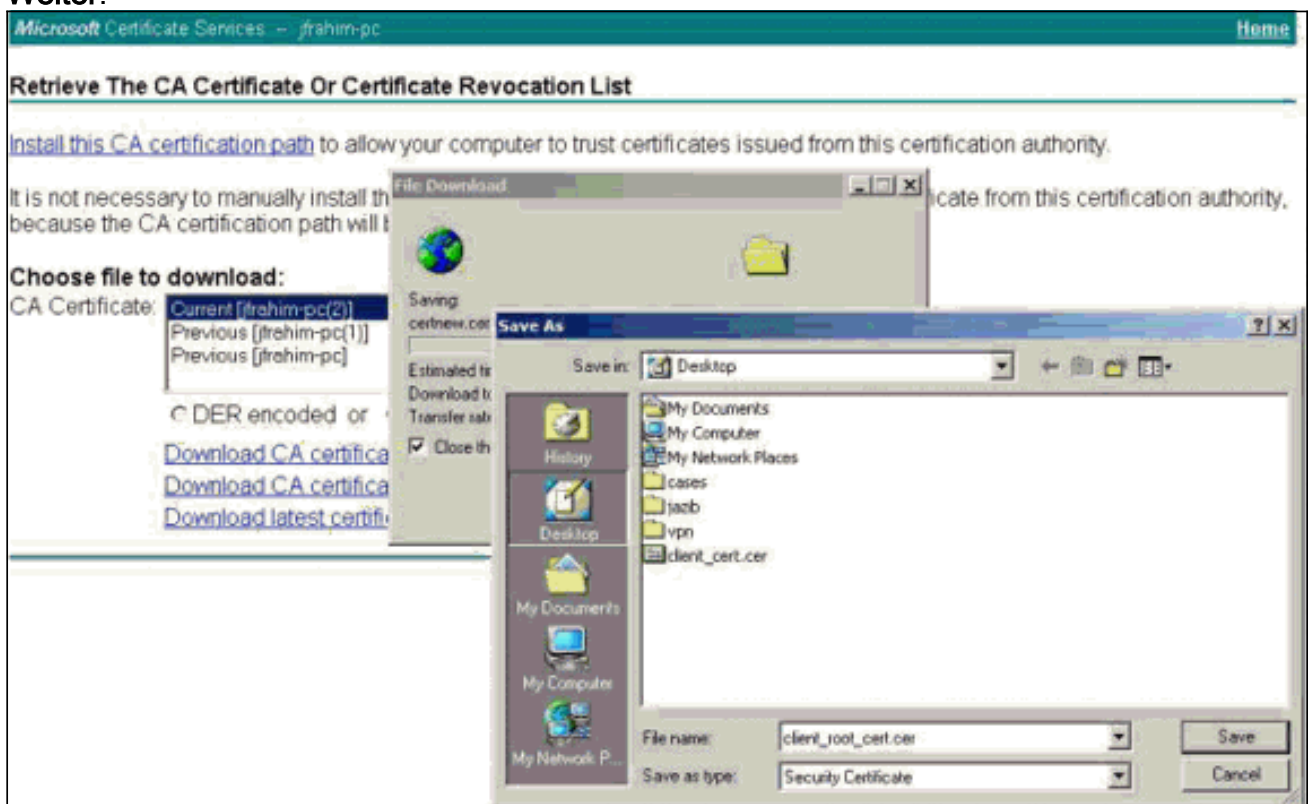 Weiter.
Microsoft Certificate Services -- jfrahim-pc Home
Retrieve The CA Certificate Or Certificate Revocation List
Install this CA certification path to allow your computer to trust certificates issued from this certification authority.
It is not necessary to manually install th
icate from this certification authority,
because the CA certification path will b
Choose file to download:
CA Certificate:
Current [jfrahim-pc(2)]
Previous [jfrahim-pc(1)]
Previous [jfrahim-pc]
DER encoded or
Download CA certifica
Download CA certifica
Download latest certifi
File Download
Saving:
certnew.cer
Estimated ti
Download to
Transfer rate
Close th
Save As
Save in:
Desktop
History
Desktop
My Documents
My Computer
My Network P...
My Documents
My Computer
My Network Places
cases
jazib
vpn
client_cert.cer
File name:
client_root_cert.cer
Save
Save as type:
Security Certificate
Cancel